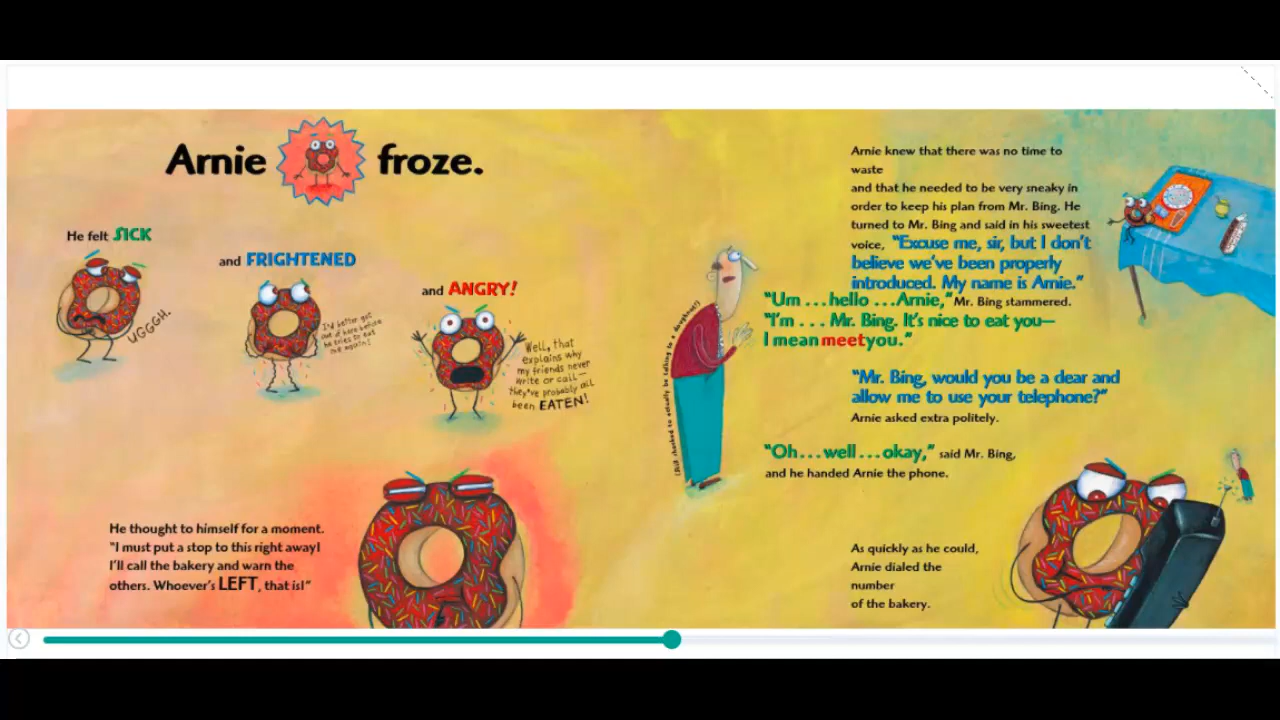 Arnie froze.
He felt SICK
UGGGH.
and FRIGHTENED
I'd better get
out of here before
he tries to eat
me again!
and ANGRY!
Well, that
explains why
my friends never
write or call—
they've probably all
been EATEN!
He thought to himself for a moment.
"I must put a stop to this right away!
I'll call the bakery and warn the
others. Whoever's LEFT, that is!"
Arnie knew that there was no time to
waste
and that he needed to be very sneaky in
order to keep his plan from Mr. Bing. He
turned to Mr. Bing and said in his sweetest
voice, "Excuse me, sir, but I don't
believe we've been properly
introduced. My name is Arnie."
"Um ...hello ...Arnie," Mr. Bing stammered.
"I'm ... Mr. Bing. It's nice to eat you—
I mean meet you."
(Still shocked to actually be talking to a doughnut!)
"Mr. Bing, would you be a dear and
allow me to use your telephone?"
Arnie asked extra politely.
"Oh...well...okay," said Mr. Bing,
and he handed Arnie the phone.
As quickly as he could,
Arnie dialed the
number
of the bakery.